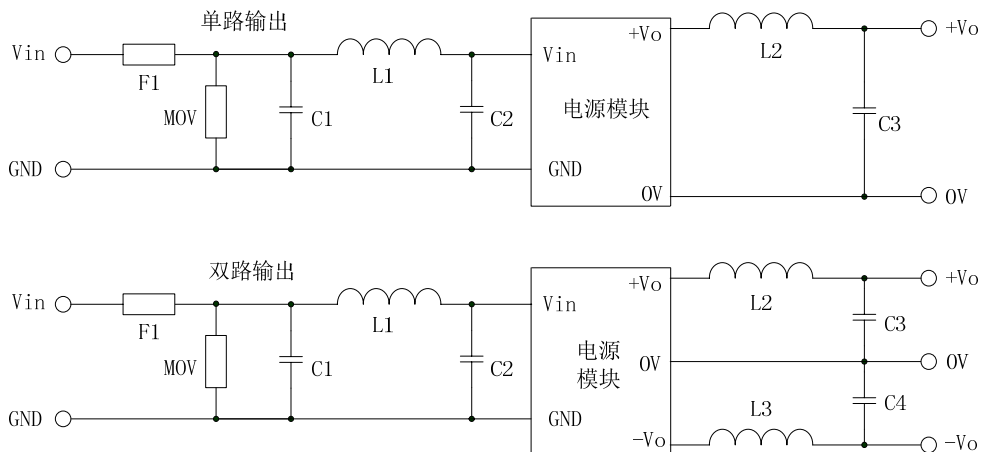 单路输出
Vin
F1
MOV
C1
L1
C2
GND
Vin
GND
电源模块
+Vo
0V
L2
C3
+Vo
0V
双路输出
Vin
F1
MOV
C1
L1
C2
GND
Vin
GND
电源
模块
+Vo
0V
-Vo
L2
L3
C3
C4
+Vo
0V
-Vo